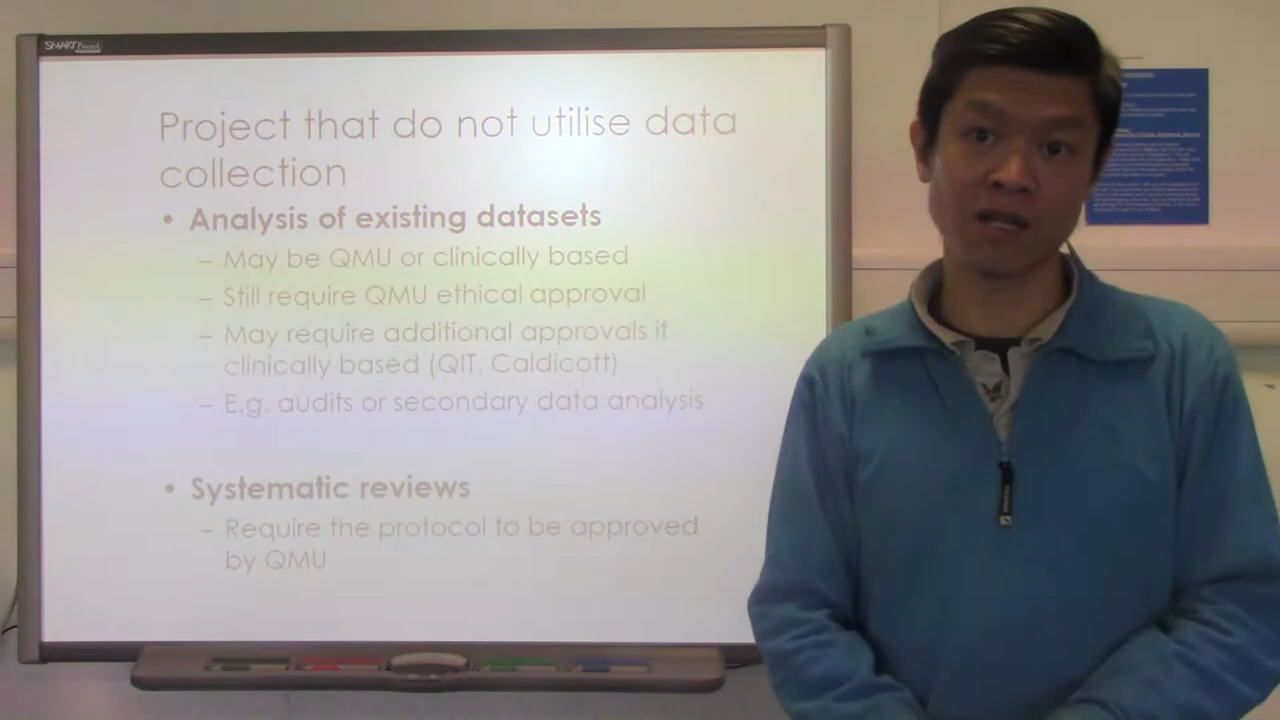 SMART Board
Project that do not utilise data
collection
• Analysis of existing datasets
– May be QMU or clinically based
– Still require QMU ethical approval
– May require additional approvals if
clinically based (QIT, Caldicott)
– E.g. audits or secondary data analysis
• Systematic reviews
– Require the protocol to be approved
by QMU